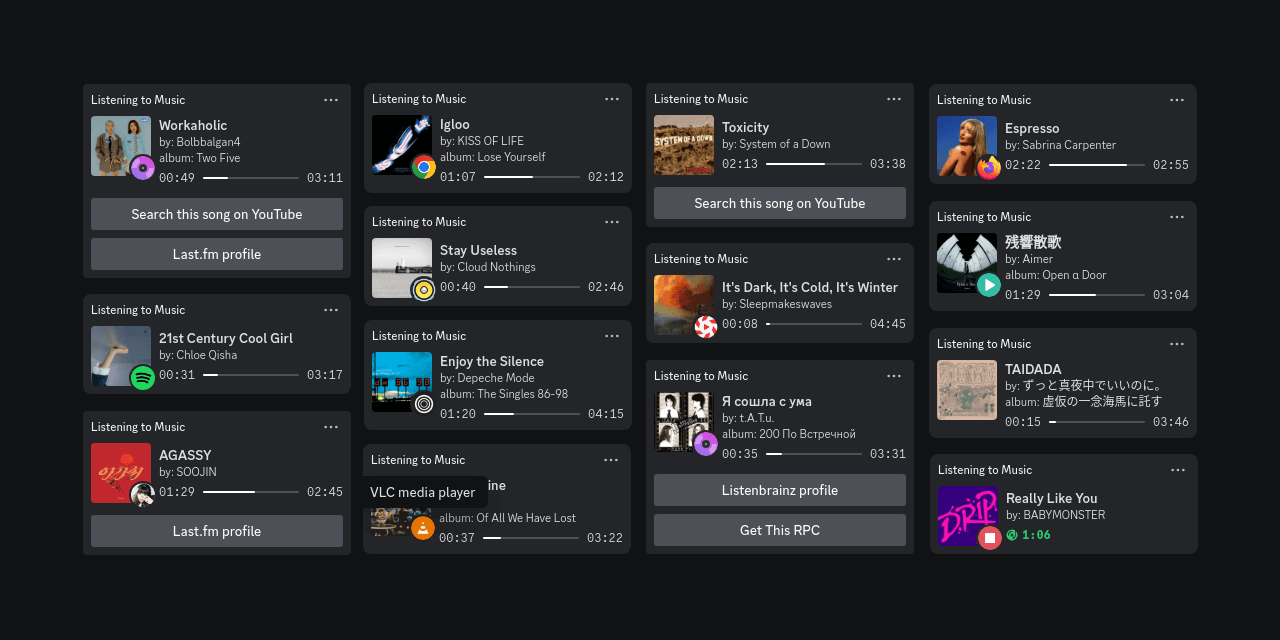 Listening to Music
Workaholic
by: Bolbbalgan4
album: Two Five
00:49 03:11
Search this song on YouTube
Last.fm profile
Listening to Music
21st Century Cool Girl
by: Chloe Qisha
00:31 03:17
Listening to Music
AGASSY
by: SOOJIN
01:29 02:45
Last.fm profile
Listening to Music
Igloo
by: KISS OF LIFE
album: Lose Yourself
01:07 02:12
Listening to Music
Stay Useless
by: Cloud Nothings
00:40 02:46
Listening to Music
Enjoy the Silence
by: Depeche Mode
album: The Singles 86-98
01:20 04:15
Listening to Music
ine
VLC media player
album: Of All We Have Lost
00:37 03:22
Listening to Music
SYSTEM OF A DOWN
Toxicity
by: System of a Down
02:13 03:38
Search this song on YouTube
Listening to Music
It's Dark, It's Cold, It's Winter
by: Sleepmakeswaves
00:08 04:45
Listening to Music
Я сошла с ума
by: t.A.T.u.
album: 200 По Встречной
00:35 03:31
Listenbrainz profile
Get This RPC
Listening to Music
Espresso
by: Sabrina Carpenter
02:22 02:55
Listening to Music
残響散歌
by: Aimer
album: Open α Door
01:29 03:04
Listening to Music
TAIDADA
by: ずっと真夜中でいいのに。
album: 虚仮の一念海馬に託す
00:15 03:46
Listening to Music
DRIP
Really Like You
by: BABYMONSTER
1:06